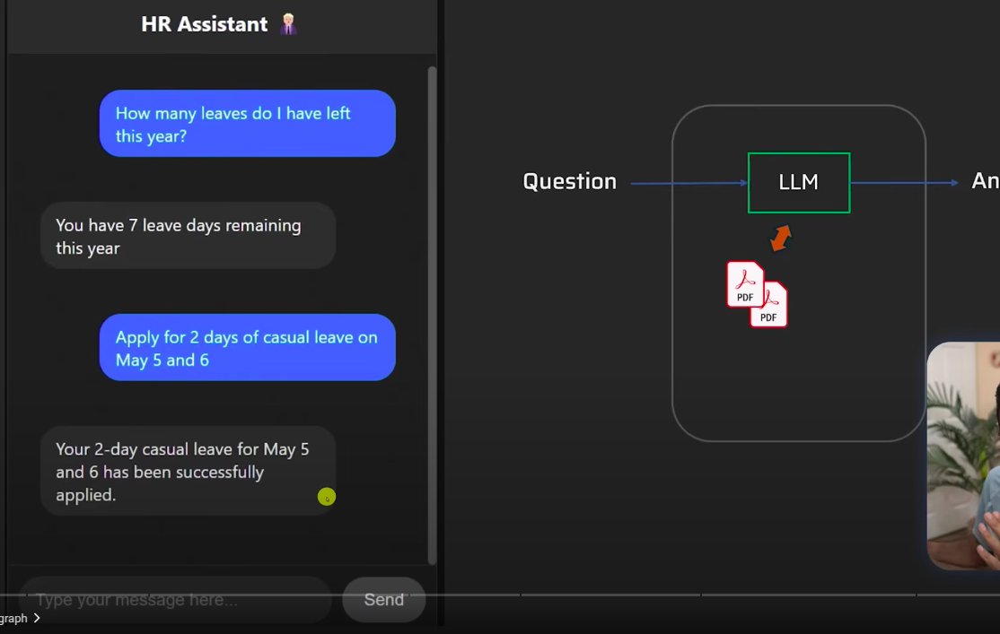 HR Assistant
How many leaves do I have left
this year?
You have 7 leave days remaining
this year
Apply for 2 days of casual leave on
May 5 and 6
Your 2-day casual leave for May 5
and 6 has been successfully
applied.
Type your message here...
Send
graph
Question
LLM
An
PDF
PDF